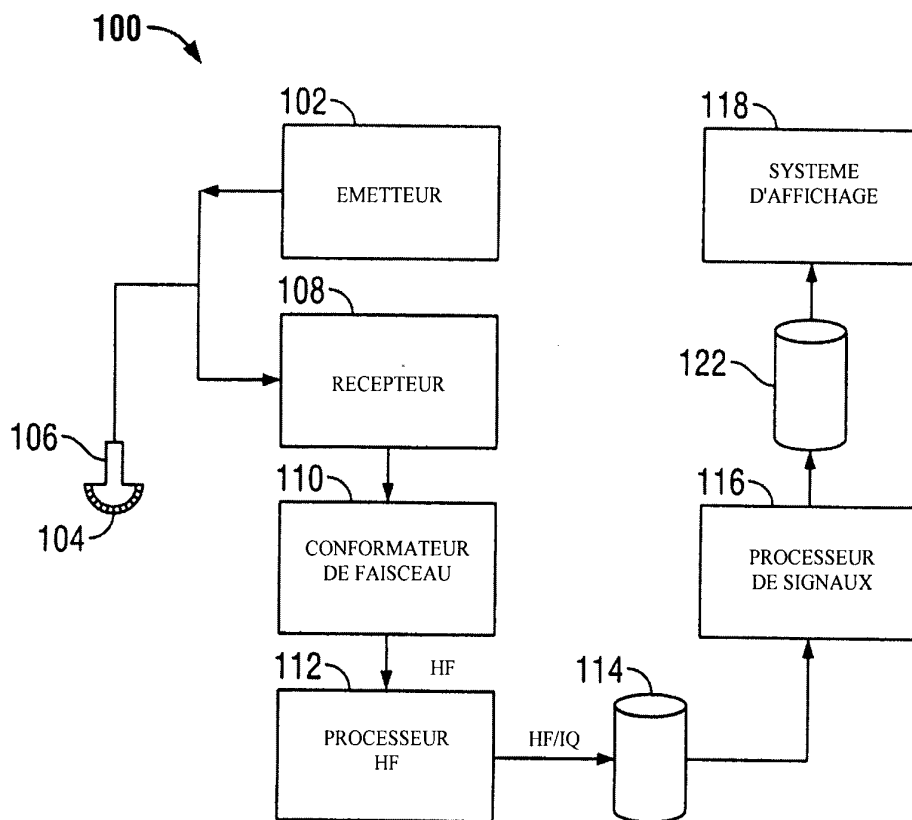 100
102
EMETTEUR
118
SYSTEME
D'AFFICHAGE
108
RECEPTEUR
122
106
104
110
CONFORMATEUR
DE FAISCEAU
116
PROCESSEUR
DE SIGNAUX
HF
112
PROCESSEUR
HF
HF/IQ
114